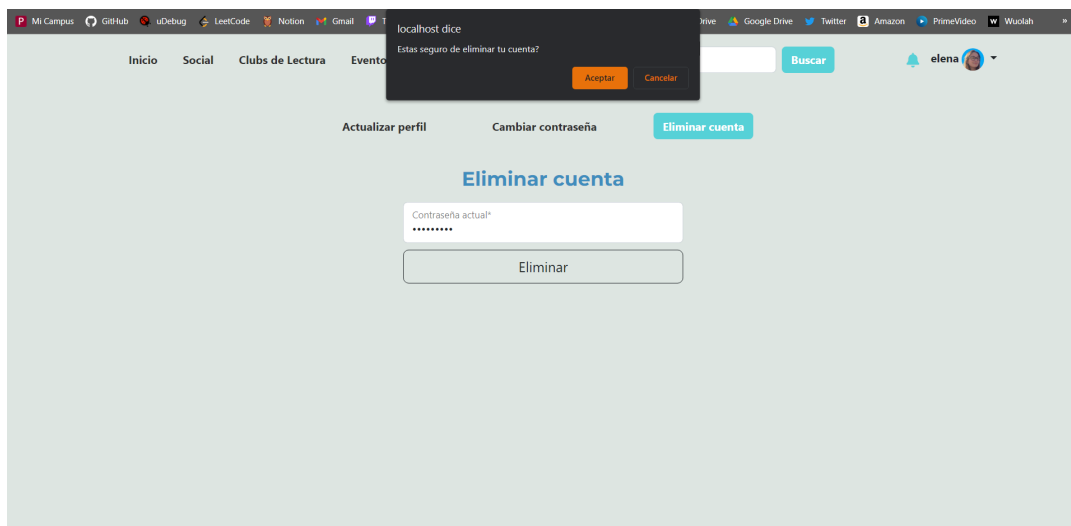 Mi Campus GitHub uDebug LeetCode Notion Gmail Drive Google Drive Twitter Amazon PrimeVideo Wuolah »
localhost dice
Estas seguro de eliminar tu cuenta?
Aceptar Cancelar
Inicio Social Clubs de Lectura Evento Buscar elena
Actualizar perfil Cambiar contraseña Eliminar cuenta
Eliminar cuenta
Contraseña actual*
•••••••••
Eliminar